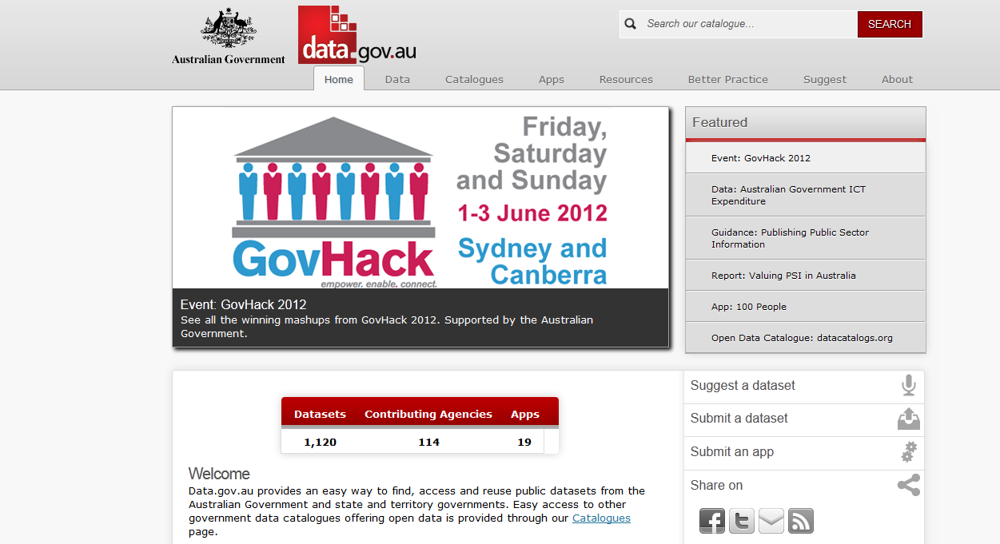 Australian Government
data.gov.au
Search our catalogue...
SEARCH
Home
Data
Catalogues
Apps
Resources
Better Practice
Suggest
About
Friday,
Saturday
and Sunday
1-3 June 2012
Sydney and
Canberra
GovHack
empower. enable. connect.
Event: GovHack 2012
See all the winning mashups from GovHack 2012. Supported by the Australian
Government.
Featured
Event: GovHack 2012
Data: Australian Government ICT
Expenditure
Guidance: Publishing Public Sector
Information
Report: Valuing PSI in Australia
App: 100 People
Open Data Catalogue: datacatalogs.org
Datasets Contributing Agencies Apps
1,120 114 19
Welcome
Data.gov.au provides an easy way to find, access and reuse public datasets from the
Australian Government and state and territory governments. Easy access to other
government data catalogues offering open data is provided through our Catalogues
page.
Suggest a dataset
Submit a dataset
Submit an app
Share on